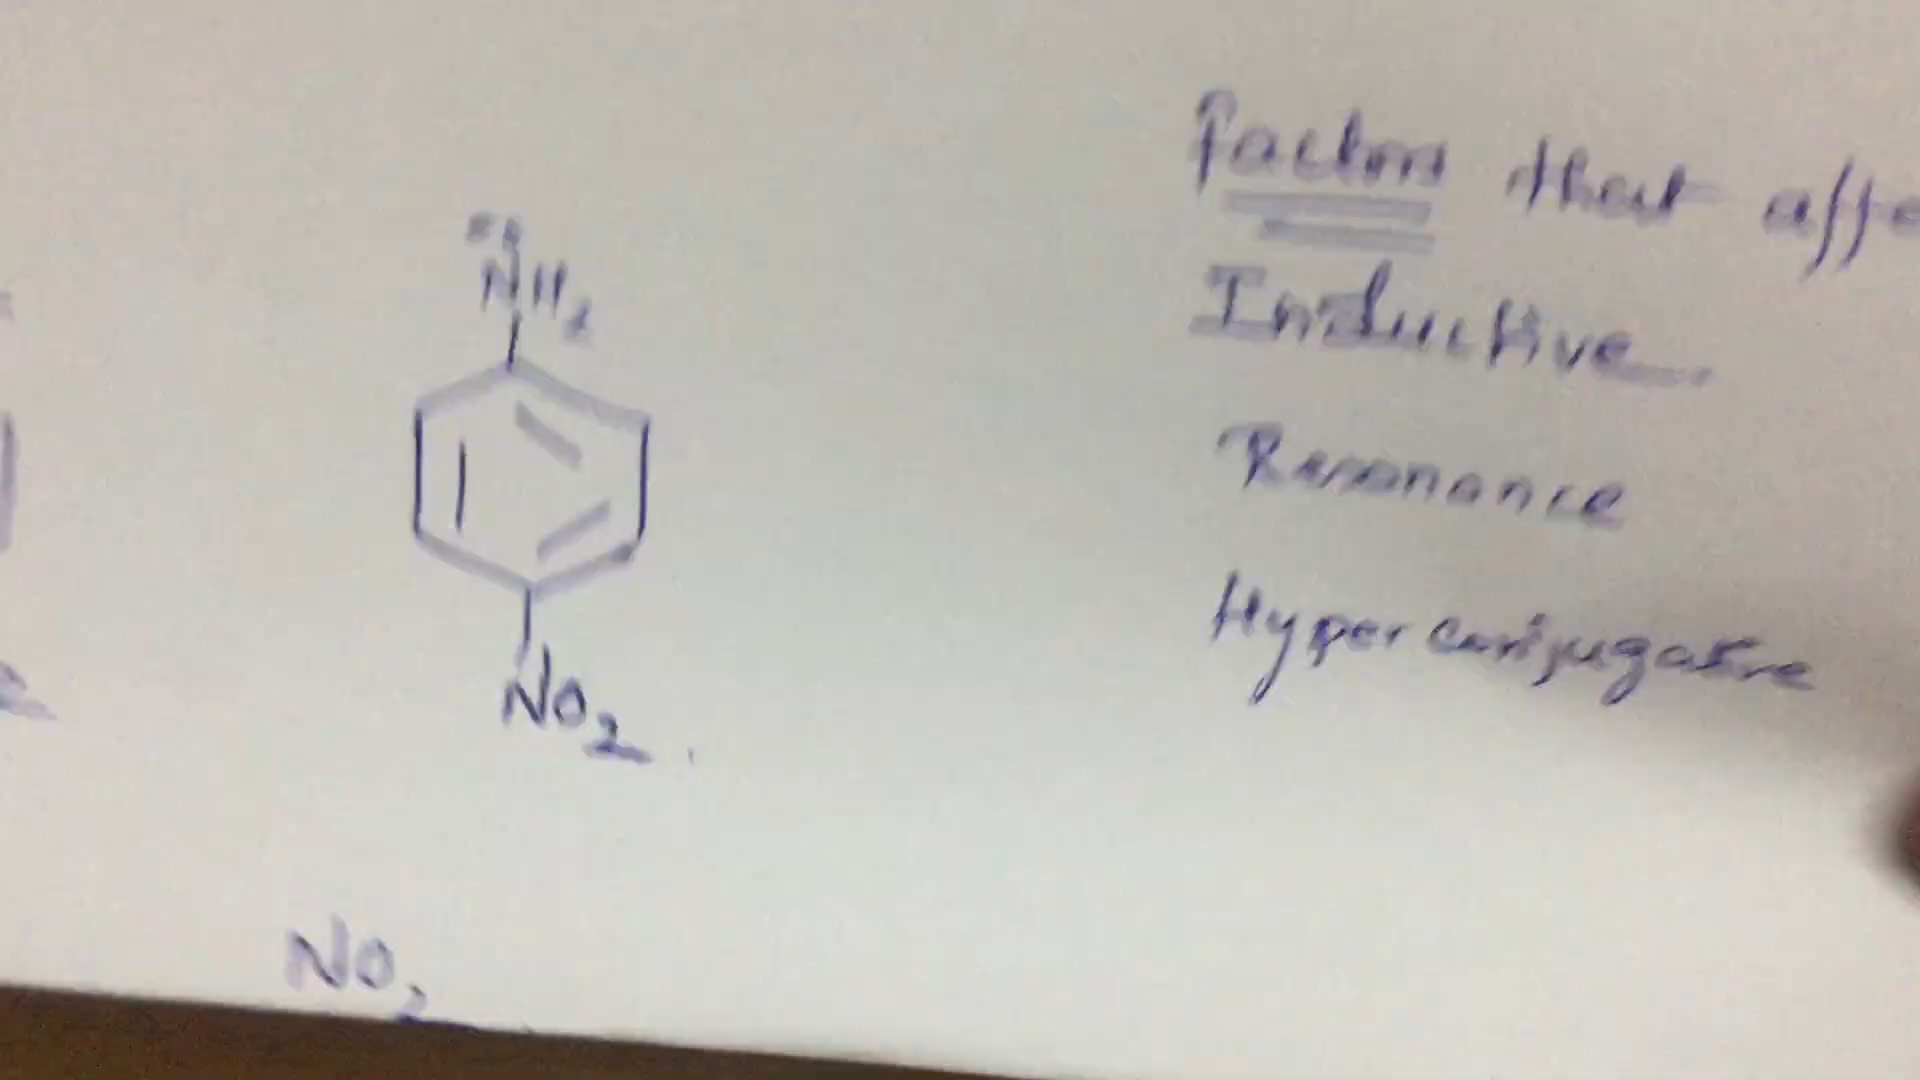 NH2
NO2
NO2
Factors that affe
Inductive
Resonance
Hyperconjugative